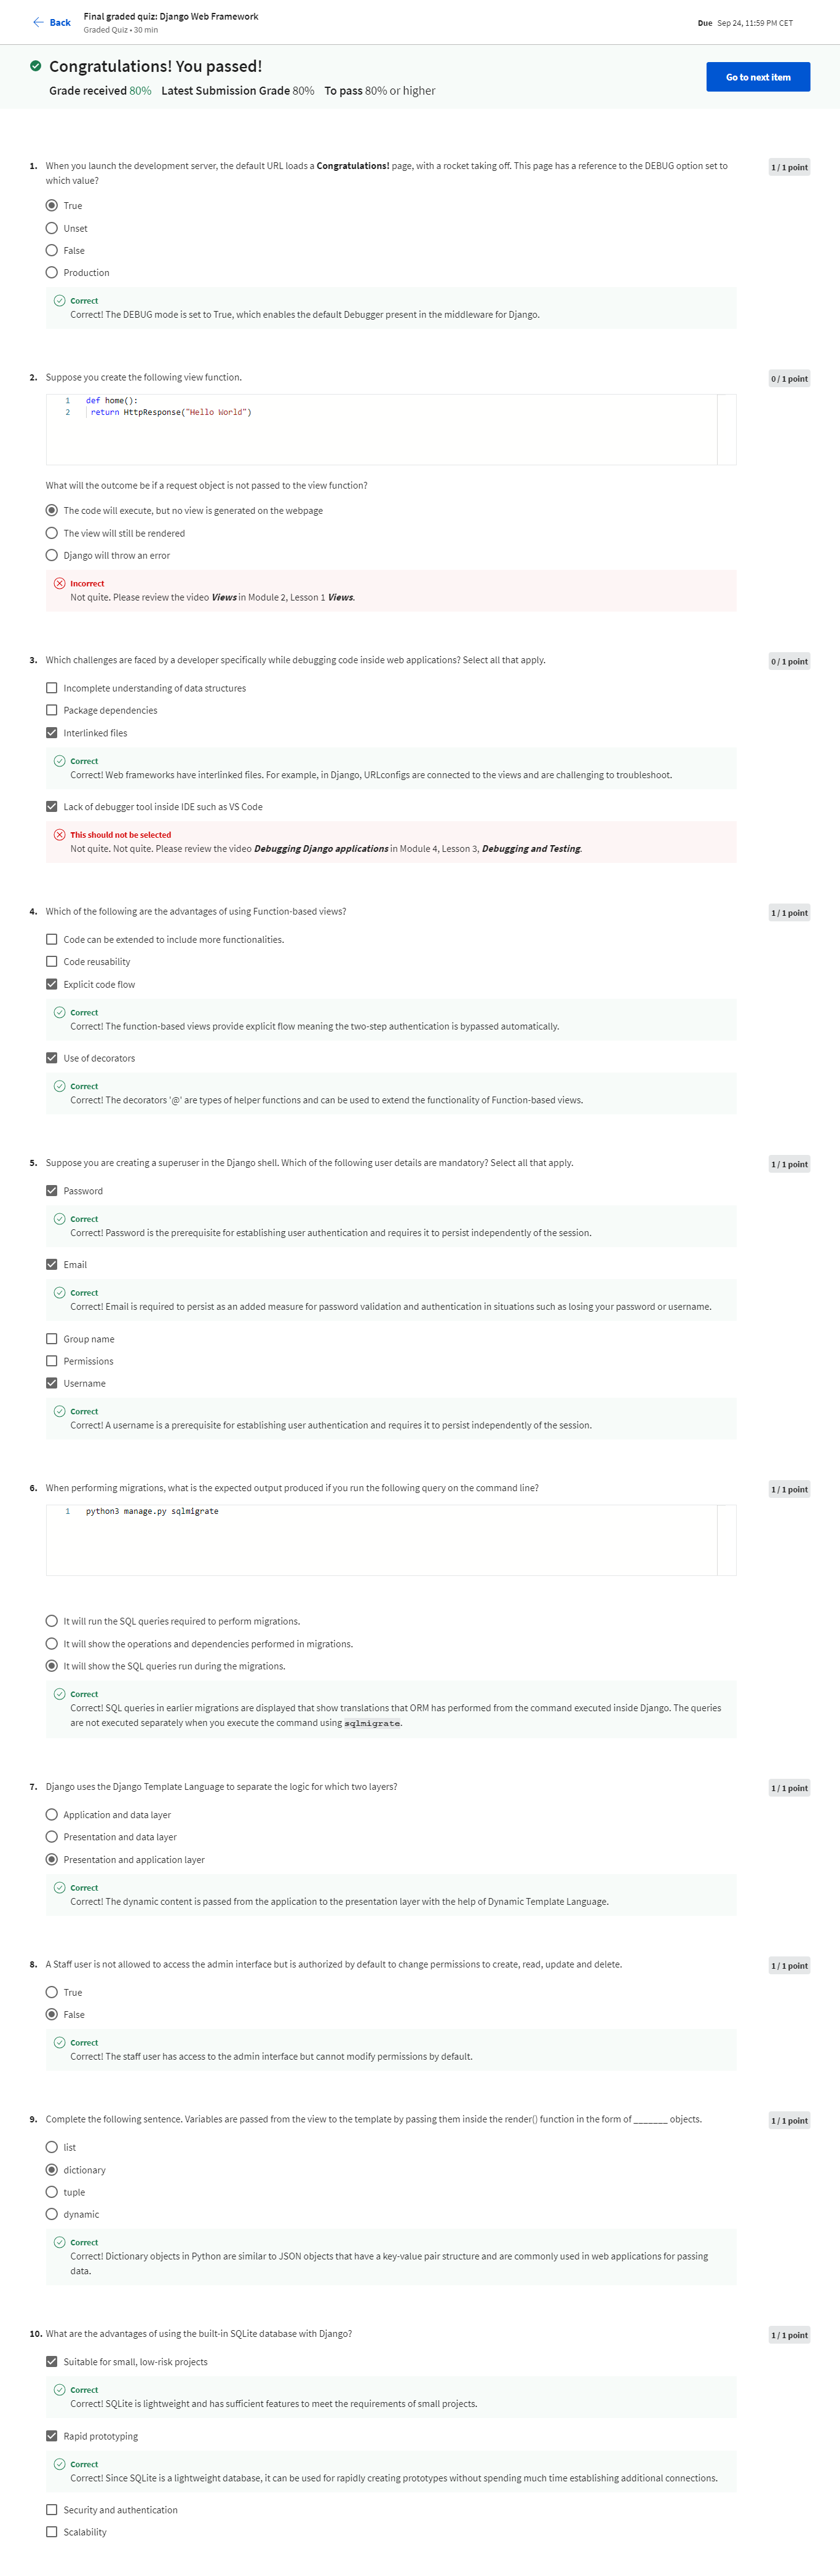 Back
Final graded quiz: Django Web Framework
Graded Quiz • 30 min
Due Sep 24, 11:59 PM CET
Congratulations! You passed!
Grade received 80% Latest Submission Grade 80% To pass 80% or higher
Go to next item
1. When you launch the development server, the default URL loads a Congratulations! page, with a rocket taking off. This page has a reference to the DEBUG option set to
which value?
1 / 1 point
True
Unset
False
Production
Correct
Correct! The DEBUG mode is set to True, which enables the default Debugger present in the middleware for Django.
2. Suppose you create the following view function.
0 / 1 point
1 def home():
2 return HttpResponse("Hello World")
What will the outcome be if a request object is not passed to the view function?
The code will execute, but no view is generated on the webpage
The view will still be rendered
Django will throw an error
Incorrect
Not quite. Please review the video Views in Module 2, Lesson 1 Views.
3. Which challenges are faced by a developer specifically while debugging code inside web applications? Select all that apply.
0 / 1 point
Incomplete understanding of data structures
Package dependencies
Interlinked files
Correct
Correct! Web frameworks have interlinked files. For example, in Django, URLconfigs are connected to the views and are challenging to troubleshoot.
Lack of debugger tool inside IDE such as VS Code
This should not be selected
Not quite. Not quite. Please review the video Debugging Django applications in Module 4, Lesson 3, Debugging and Testing.
4. Which of the following are the advantages of using Function-based views?
1 / 1 point
Code can be extended to include more functionalities.
Code reusability
Explicit code flow
Correct
Correct! The function-based views provide explicit flow meaning the two-step authentication is bypassed automatically.
Use of decorators
Correct
Correct! The decorators '@' are types of helper functions and can be used to extend the functionality of Function-based views.
5. Suppose you are creating a superuser in the Django shell. Which of the following user details are mandatory? Select all that apply.
1 / 1 point
Password
Correct
Correct! Password is the prerequisite for establishing user authentication and requires it to persist independently of the session.
Email
Correct
Correct! Email is required to persist as an added measure for password validation and authentication in situations such as losing your password or username.
Group name
Permissions
Username
Correct
Correct! A username is a prerequisite for establishing user authentication and requires it to persist independently of the session.
6. When performing migrations, what is the expected output produced if you run the following query on the command line?
1 / 1 point
1 python3 manage.py sqlmigrate
It will run the SQL queries required to perform migrations.
It will show the operations and dependencies performed in migrations.
It will show the SQL queries run during the migrations.
Correct
Correct! SQL queries in earlier migrations are displayed that show translations that ORM has performed from the command executed inside Django. The queries
are not executed separately when you execute the command using sqlmigrate.
7. Django uses the Django Template Language to separate the logic for which two layers?
1 / 1 point
Application and data layer
Presentation and data layer
Presentation and application layer
Correct
Correct! The dynamic content is passed from the application to the presentation layer with the help of Dynamic Template Language.
8. A Staff user is not allowed to access the admin interface but is authorized by default to change permissions to create, read, update and delete.
1 / 1 point
True
False
Correct
Correct! The staff user has access to the admin interface but cannot modify permissions by default.
9. Complete the following sentence. Variables are passed from the view to the template by passing them inside the render() function in the form of _______ objects.
1 / 1 point
list
dictionary
tuple
dynamic
Correct
Correct! Dictionary objects in Python are similar to JSON objects that have a key-value pair structure and are commonly used in web applications for passing
data.
10. What are the advantages of using the built-in SQLite database with Django?
1 / 1 point
Suitable for small, low-risk projects
Correct
Correct! SQLite is lightweight and has sufficient features to meet the requirements of small projects.
Rapid prototyping
Correct
Correct! Since SQLite is a lightweight database, it can be used for rapidly creating prototypes without spending much time establishing additional connections.
Security and authentication
Scalability